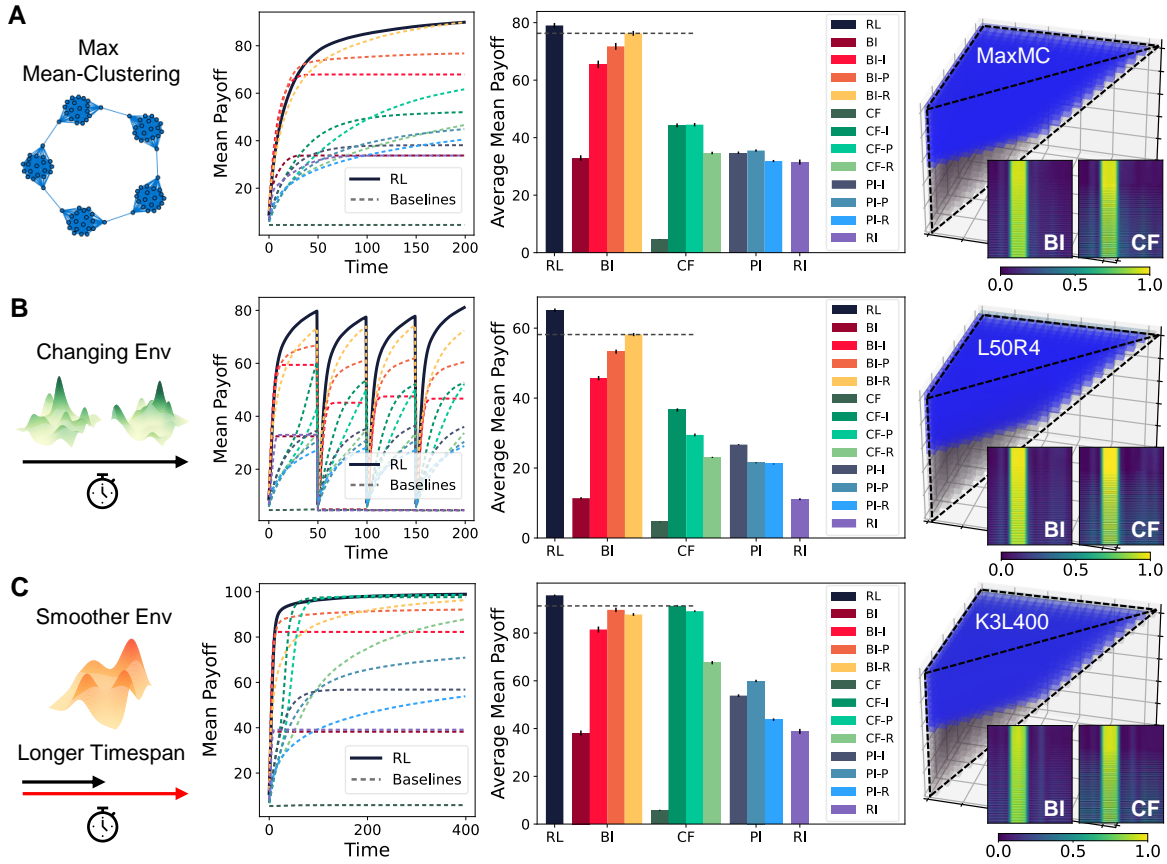 A
Max
Mean-Clustering
Mean Payoff
80
60
40
20
0
50
100
150
200
Time
RL
Baselines
Average Mean Payoff
80
60
40
20
0
RL
BI
CF
PI
RI
RL
BI
BI-I
BI-P
BI-R
CF
CF-I
CF-P
CF-R
PI-I
PI-P
PI-R
RI
MaxMC
BI
CF
0.0
0.5
1.0
B
Changing Env
Mean Payoff
80
60
40
20
0
50
100
150
200
Time
RL
Baselines
Average Mean Payoff
60
40
20
0
RL
BI
CF
PI
RI
RL
BI
BI-I
BI-P
BI-R
CF
CF-I
CF-P
CF-R
PI-I
PI-P
PI-R
RI
L50R4
BI
CF
0.0
0.5
1.0
C
Smoother Env
Longer Timespan
Mean Payoff
100
80
60
40
20
0
200
400
Time
RL
Baselines
Average Mean Payoff
80
60
40
20
0
RL
BI
CF
PI
RI
RL
BI
BI-I
BI-P
BI-R
CF
CF-I
CF-P
CF-R
PI-I
PI-P
PI-R
RI
K3L400
BI
CF
0.0
0.5
1.0